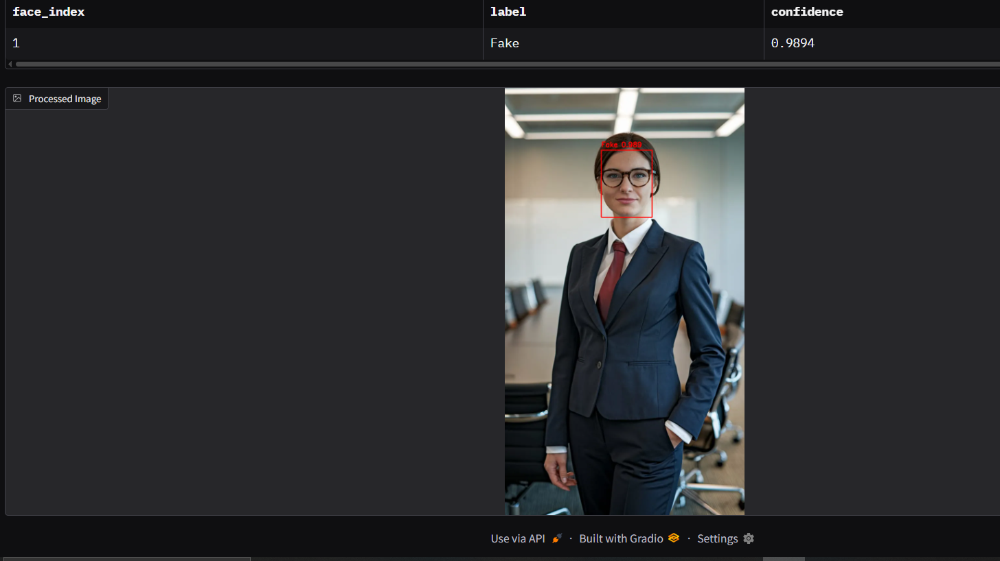 face_index label confidence
1 Fake 0.9894
Processed Image
Fake 0.989
Use via API · Built with Gradio · Settings